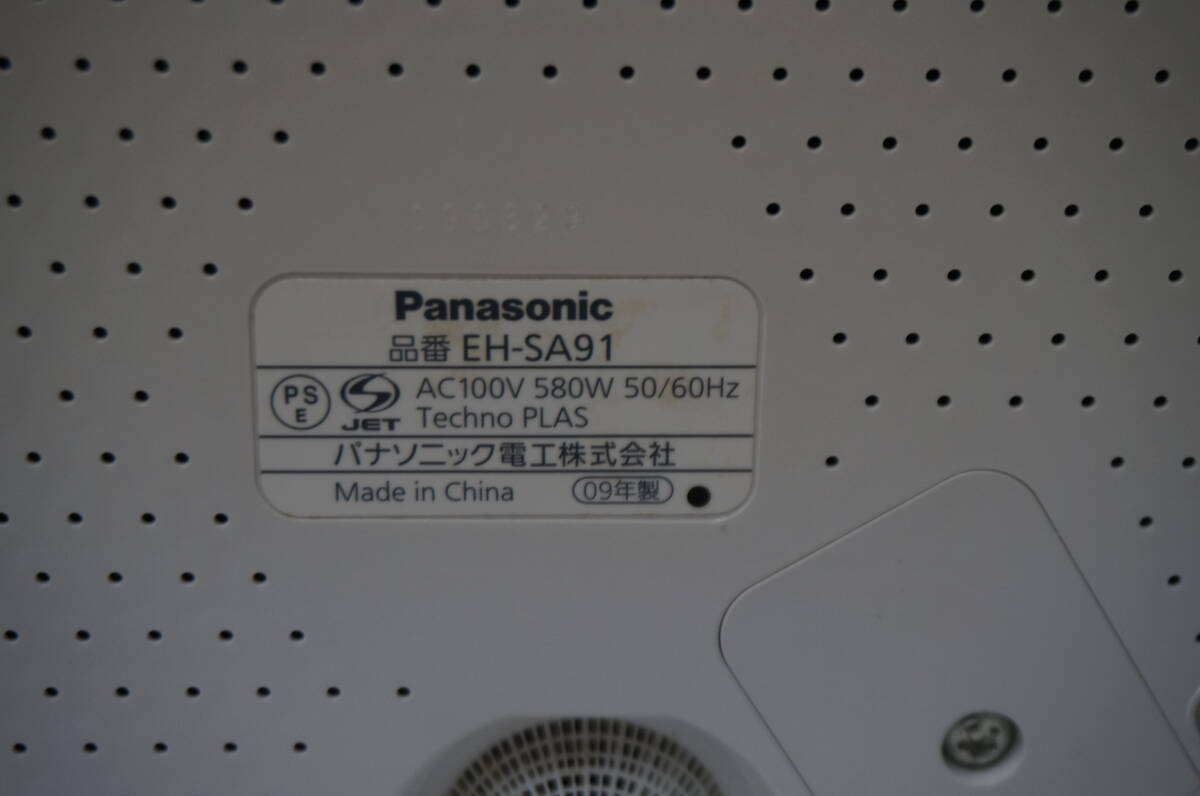 Panasonic
品番 EH-SA91
PS
E
JET
AC100V 580W 50/60Hz
Techno PLAS
パナソニック電工株式会社
Made in China 09年製